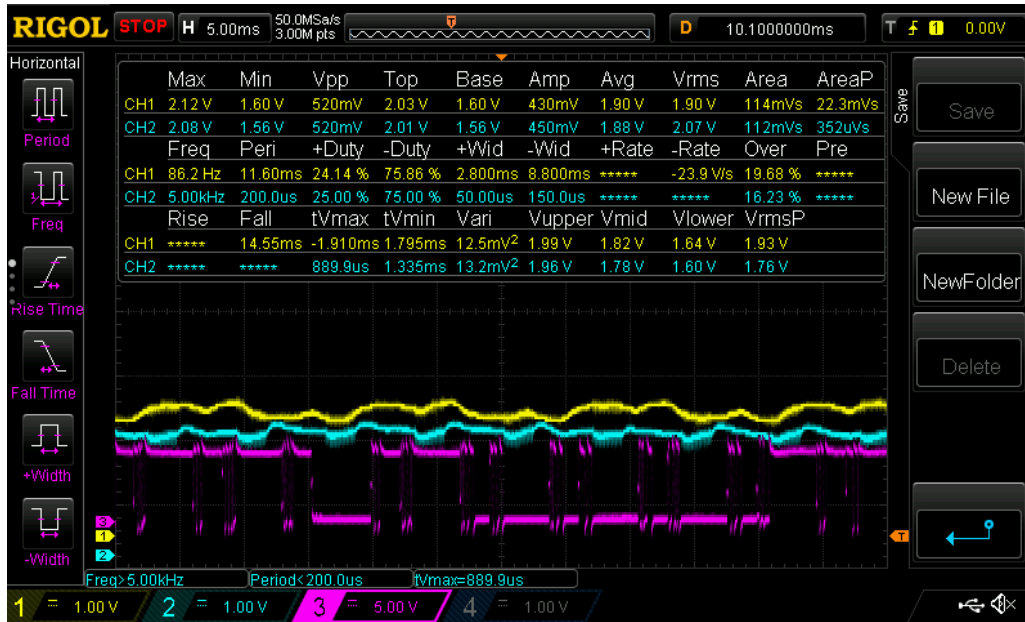 RIGOL STOP H 5.00ms 50.0MSa/s 3.00M pts T D 10.1000000ms T 1 0.00V
Horizontal
Period
Freq
Rise Time
Fall Time
+Width
-Width
Max Min Vpp Top Base Amp Avg Vrms Area AreaP
CH1 2.12 V 1.60 V 520mV 2.03 V 1.60 V 430mV 1.90 V 1.90 V 114mVs 22.3mVs
CH2 2.08 V 1.56 V 520mV 2.01 V 1.56 V 450mV 1.88 V 2.07 V 112mVs 352uVs
Freq Peri +Duty -Duty +Wid -Wid +Rate -Rate Over Pre
CH1 86.2 Hz 11.60ms 24.14 % 75.86 % 2.800ms 8.800ms ***** -23.9 V/s 19.68 % *****
CH2 5.00kHz 200.0us 25.00 % 75.00 % 50.00us 150.0us ***** ***** 16.23 % *****
Rise Fall tVmax tVmin Vari Vupper Vmid Vlower VrmsP
CH1 ***** 14.55ms -1.910ms 1.795ms 12.5mV² 1.99 V 1.82 V 1.64 V 1.93 V
CH2 ***** ***** 889.9us 1.335ms 13.2mV² 1.96 V 1.78 V 1.60 V 1.76 V
3
1
2
T
Save
Save
New File
NewFolder
Delete
Freq>5.00kHz Period<200.0us tVmax=889.9us
1 = 1.00 V 2 = 1.00 V 3 = 5.00 V 4 = 1.00 V